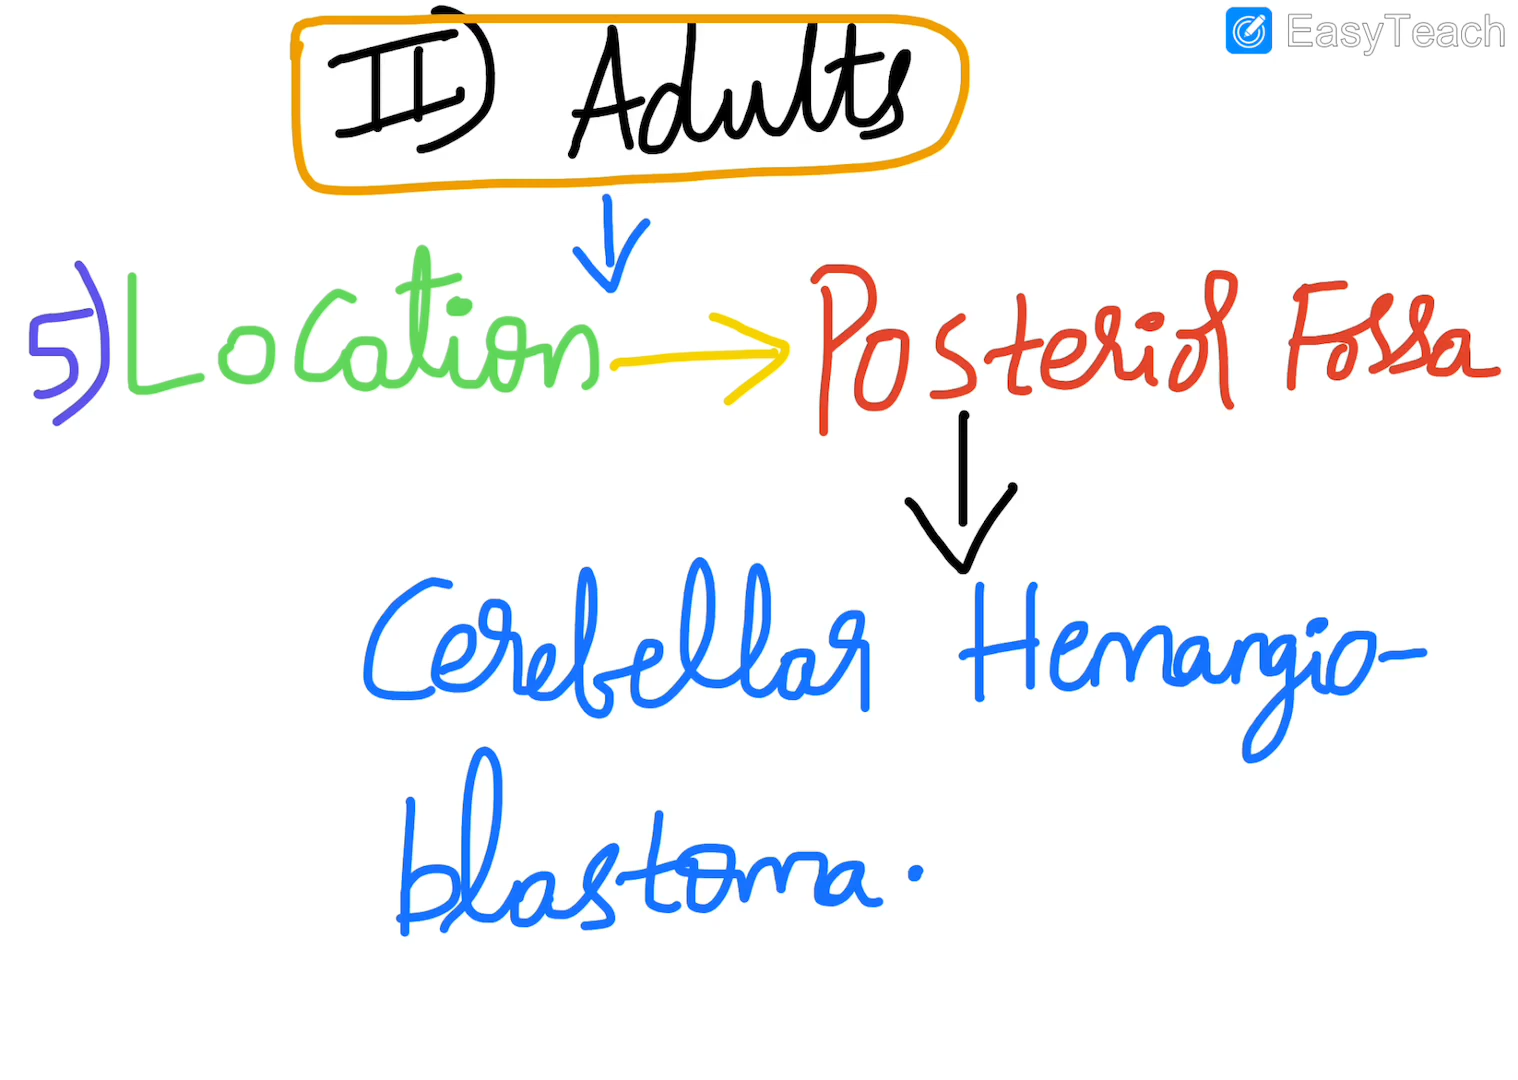 EasyTeach
II) Adults
5) Location → Posterior Fossa
Cerebellar Hemangio-
blastoma.